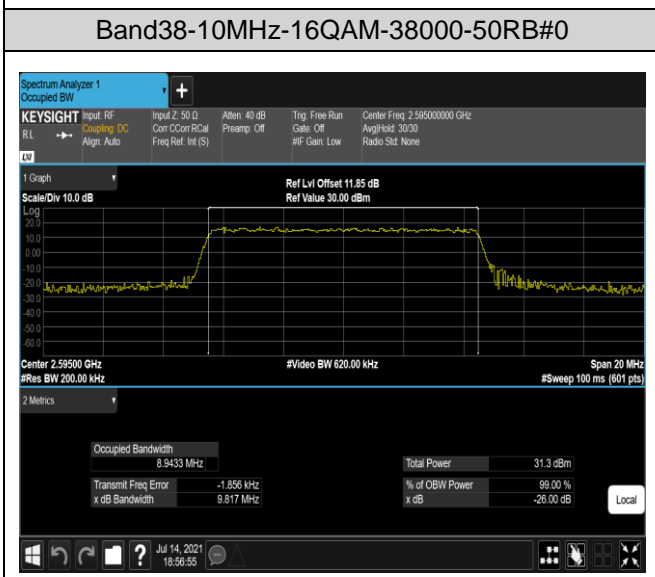 Band38-10MHz-16QAM-38000-50RB#0
Spectrum Analyzer 1
Occupied BW
+
KEYSIGHT Input: RF Input Z: 50 Ω Atten: 40 dB Trig: Free Run Center Freq: 2.595000000 GHz
RL Coupling: DC Corr CCorr RCal Preamp: Off Gate: Off Avg|Hold: 30/30
Align: Auto Freq Ref: Int (S) #IF Gain: Low Radio Std: None
LXI
1 Graph Ref Lvl Offset 11.85 dB
Scale/Div 10.0 dB Ref Value 30.00 dBm
Log
20.0
10.0
0.00
-10.0
-20.0
-30.0
-40.0
-50.0
-60.0
Center 2.59500 GHz #Video BW 620.00 kHz Span 20 MHz
#Res BW 200.00 kHz #Sweep 100 ms (601 pts)
2 Metrics
Occupied Bandwidth
8.9433 MHz Total Power 31.3 dBm
Transmit Freq Error -1.856 kHz % of OBW Power 99.00 %
x dB Bandwidth 9.817 MHz x dB -26.00 dB
Local
? Jul 14, 2021
18:56:55